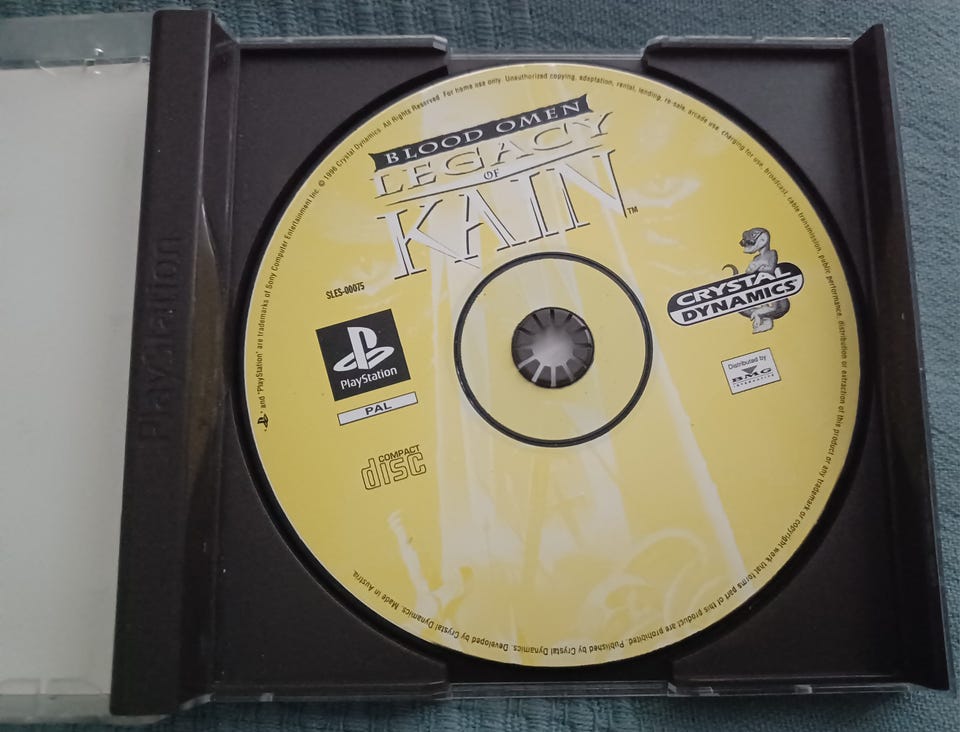 BLOOD OMEN
LEGACY
OF
KAIN™
SLES-00075
PlayStation
PAL
COMPACT
disc
CRYSTAL
DYNAMICS
Distributed by
BMG
INTERACTIVE
PlayStation
and "PlayStation" are trademarks of Sony Computer Entertainment Inc. © 1996 Crystal Dynamics. All Rights Reserved. For home use only. Unauthorized copying, adaptation, rental, lending, re-sale, arcade use, charging for use, broadcast, cable transmission, public performance, distribution or extraction of this product or any trademark or copyright work that forms part of this product are prohibited. Published by Crystal Dynamics. Developed by Crystal Dynamics. Made in Austria.